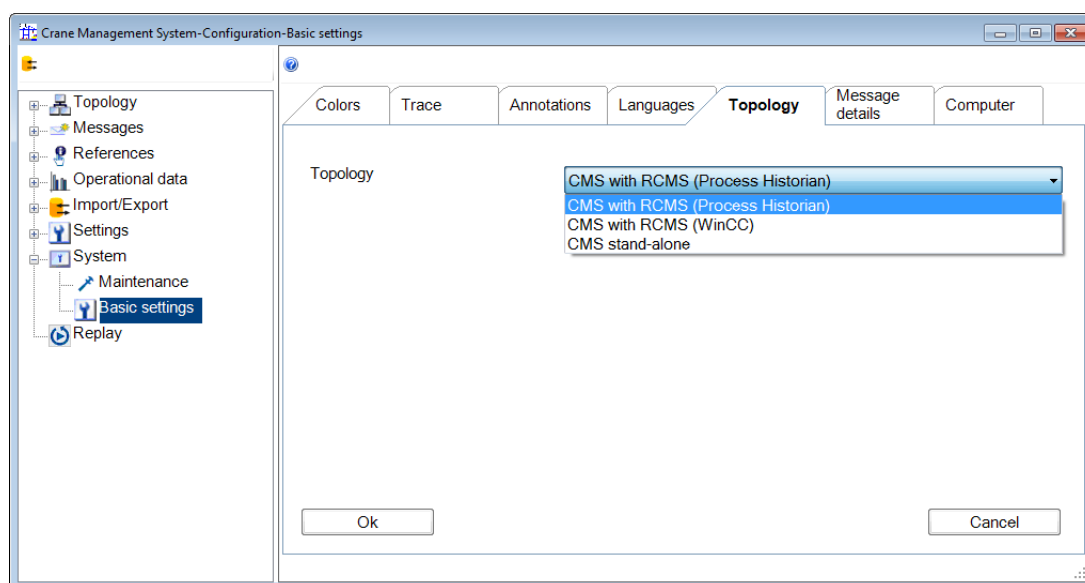 Crane Management System-Configuration-Basic settings
Topology
Messages
References
Operational data
Import/Export
Settings
System
Maintenance
Basic settings
Replay
Colors
Trace
Annotations
Languages
Topology
Message
details
Computer
Topology
CMS with RCMS (Process Historian)
CMS with RCMS (Process Historian)
CMS with RCMS (WinCC)
CMS stand-alone
Ok
Cancel